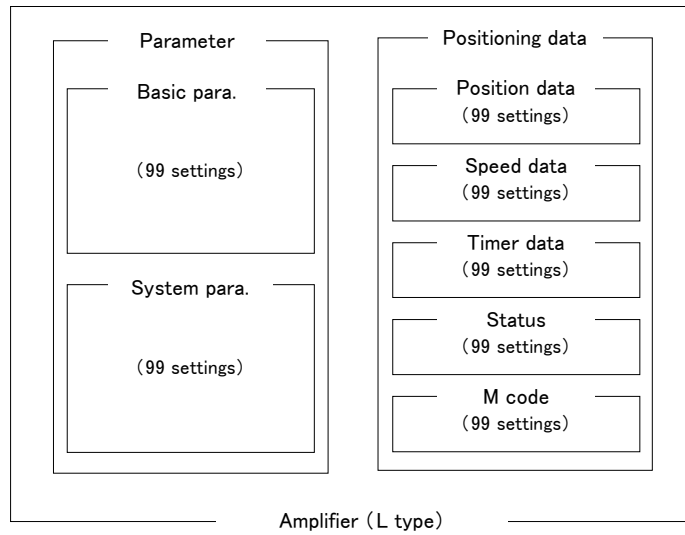 Parameter
Basic para.
(99 settings)
System para.
(99 settings)
Positioning data
Position data
(99 settings)
Speed data
(99 settings)
Timer data
(99 settings)
Status
(99 settings)
M code
(99 settings)
Amplifier (L type)